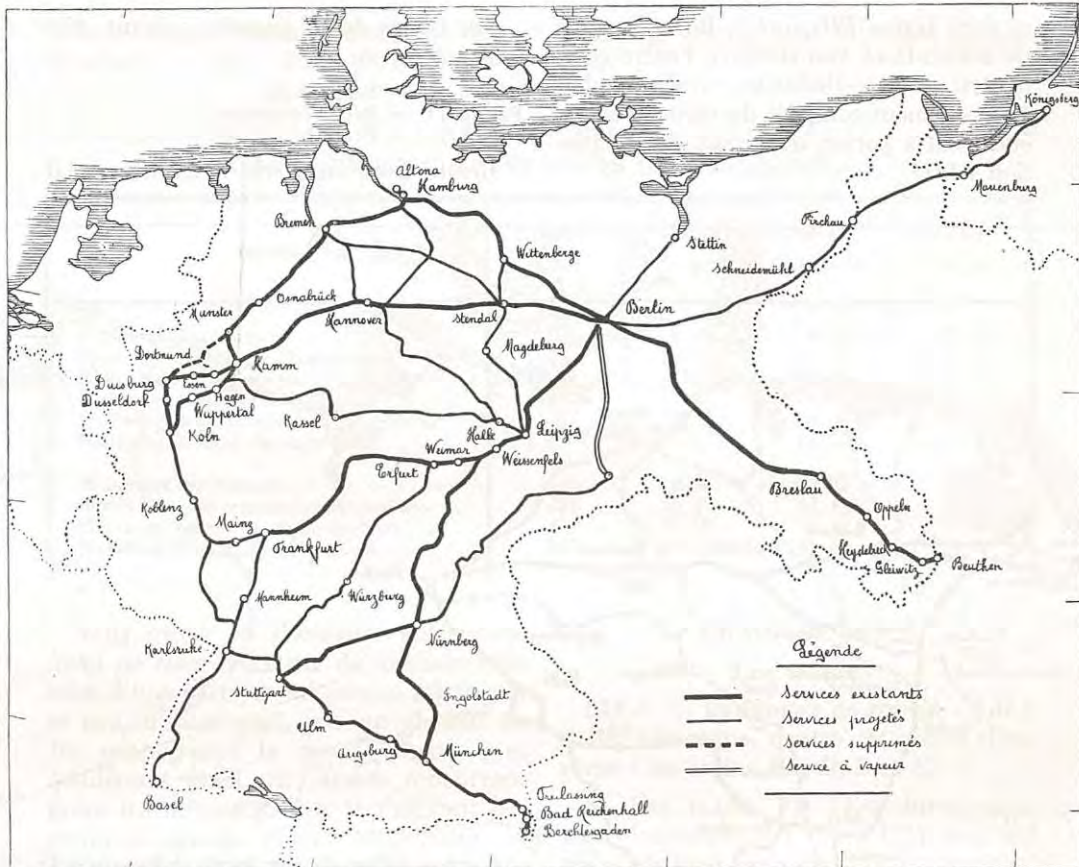 Königsberg
Altona
Hamburg
Marienburg
Bremen
Firchau
Stettin
Wittenberge
Schneidemühl
Osnabrück
Berlin
Münster
Hannover
Stendal
Magdeburg
Dortmund
Hamm
Duisburg
Essen
Düsseldorf
Hagen
Wuppertal
Kassel
Köln
Halle
Leipzig
Weimar
Erfurt
Weissenfels
Breslau
Koblenz
Oppeln
Mainz
Frankfurt
Heydebre
Gleiwitz
Beuthen
Mannheim
Würzburg
Karlsruhe
Nürnberg
Légende
Stuttgart
Ingolstadt
Services existants
Services projetés
Ulm
Services supprimés
Augsburg
München
Service à vapeur
Basel
Freilassing
Bad Reichenhall
Berchtesgaden